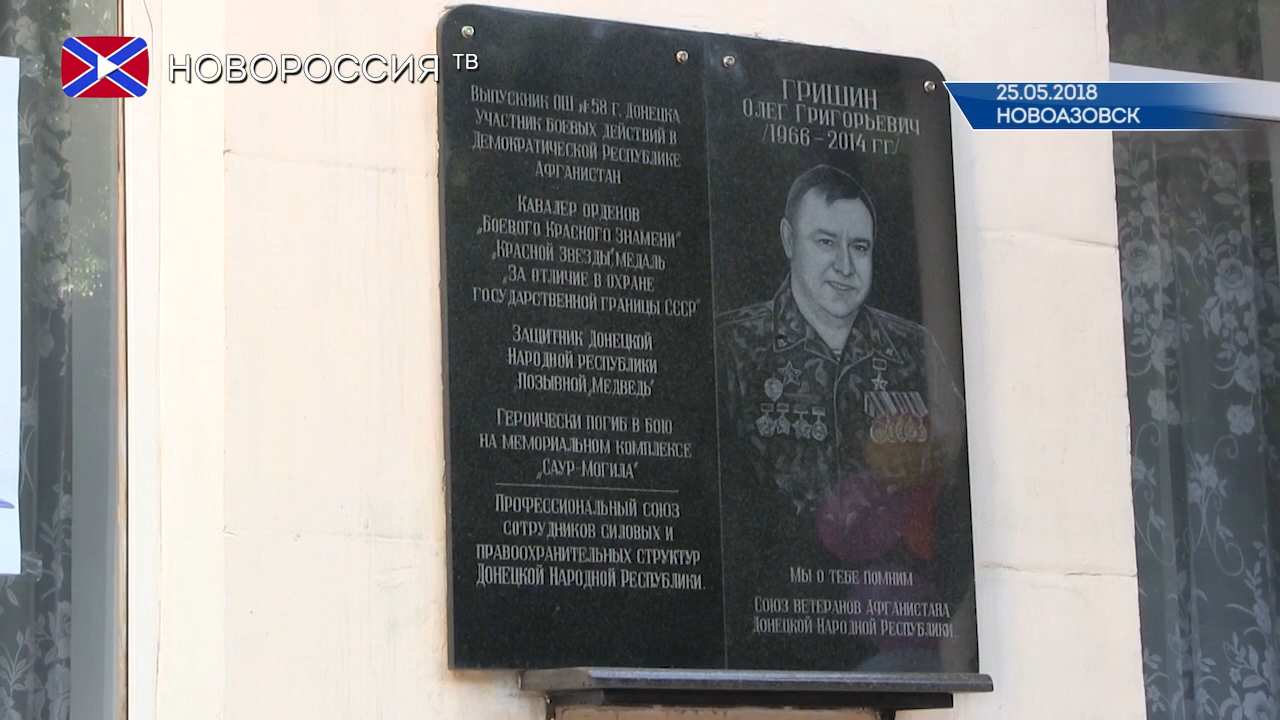 НОВОРОССИЯ ТВ
25.05.2018
НОВОАЗОВСК
Выпускник ОШ №58 г. Донецка
участник боевых действий в
Демократической Республике
Афганистан
Кавалер орденов
„Боевого Красного Знамени"
„Красной Звезды", медаль
„За отличие в охране
государственной границы СССР"
Защитник Донецкой
Народной Республики
Позывной „Медведь"
Героически погиб в бою
на мемориальном комплексе
„Саур-Могила"
Профессиональный союз
сотрудников силовых и
правоохранительных структур
Донецкой Народной Республики.
ГРИШИН
ОЛЕГ ГРИГОРЬЕВИЧ
/1966 – 2014 ГГ./
Мы о тебе помним
Союз ветеранов Афганистана
Донецкой Народной Республики.